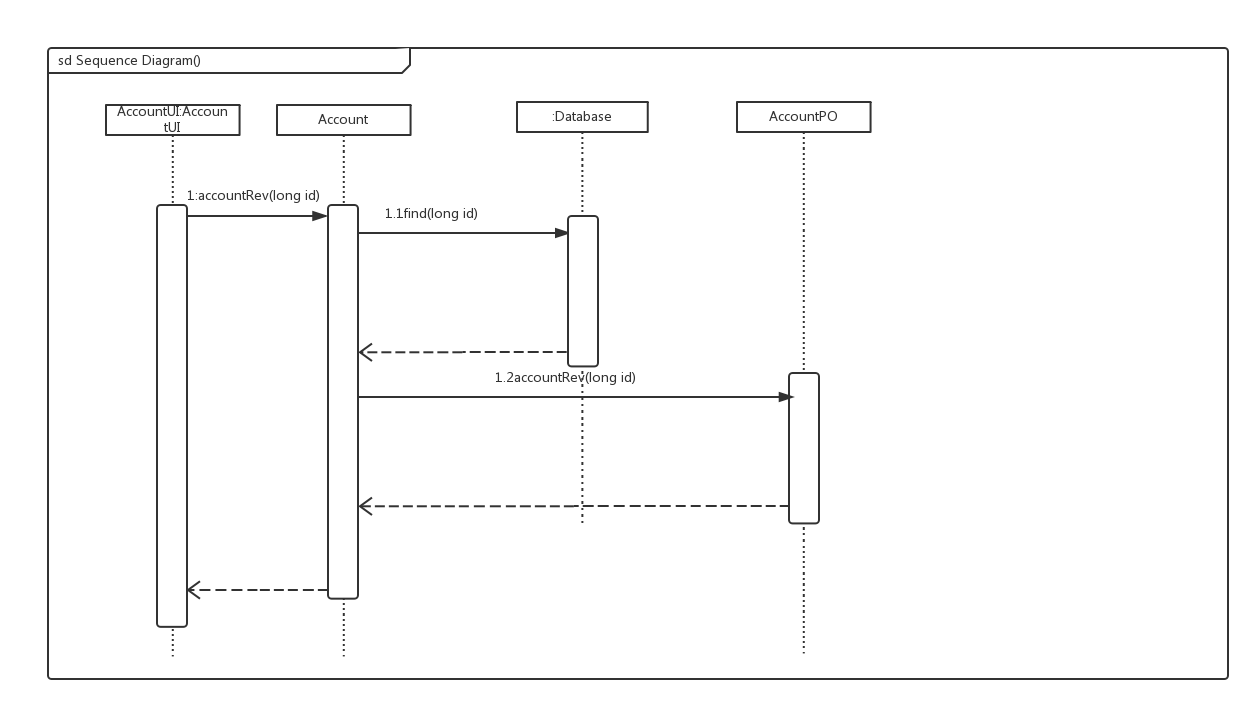 sd Sequence Diagram()
AccountUI:Accoun
tUI
Account
:Database
AccountPO
1:accountRev(long id)
1.1find(long id)
1.2accountRev(long id)